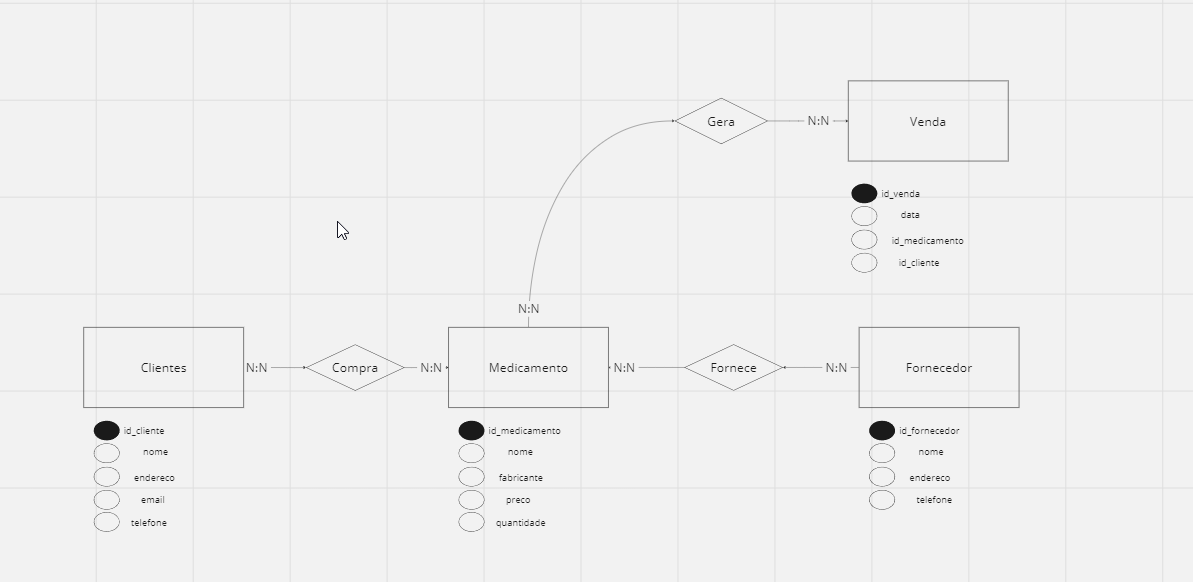 Gera
N:N
Venda
id_venda
data
id_medicamento
id_cliente
N:N
Clientes
N:N
Compra
N:N
Medicamento
N:N
Fornece
N:N
Fornecedor
id_cliente
nome
endereco
email
telefone
id_medicamento
nome
fabricante
preco
quantidade
id_fornecedor
nome
endereco
telefone